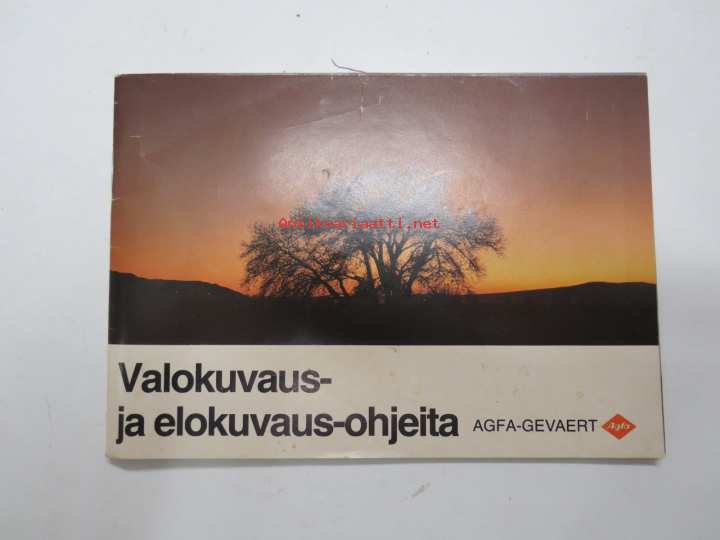 Antikvariaatti.net
Valokuvaus-
ja elokuvaus-ohjeita AGFA-GEVAERT Agfa